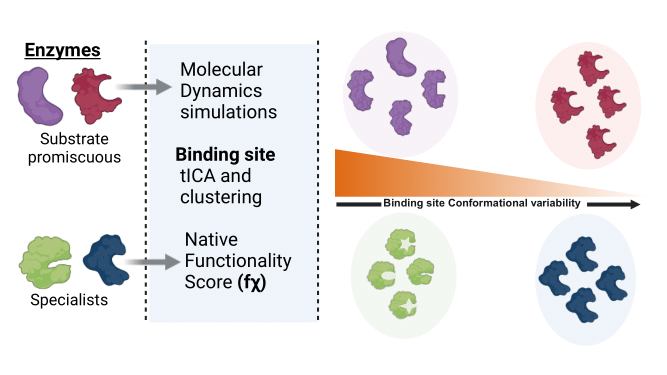 Enzymes
Substrate
promiscuous
Specialists
Molecular
Dynamics
simulations
Binding site
tICA and
clustering
Native
Functionality
Score (fχ)
Binding site Conformational variability